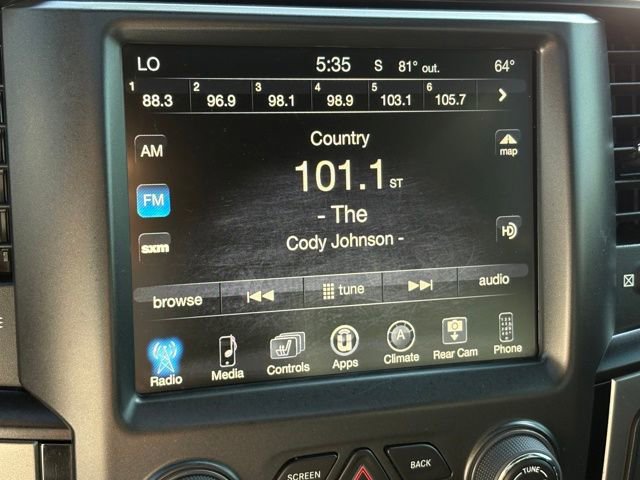 LO 5:35 S 81° out. 64°
1 88.3 2 96.9 3 98.1 4 98.9 5 103.1 6 105.7
Country
AM
map
101.1 ST
FM
- The
Cody Johnson -
HD
sxm
browse tune audio
Radio Media Controls Apps A Climate Rear Cam Phone
SCREEN BACK
TUNE